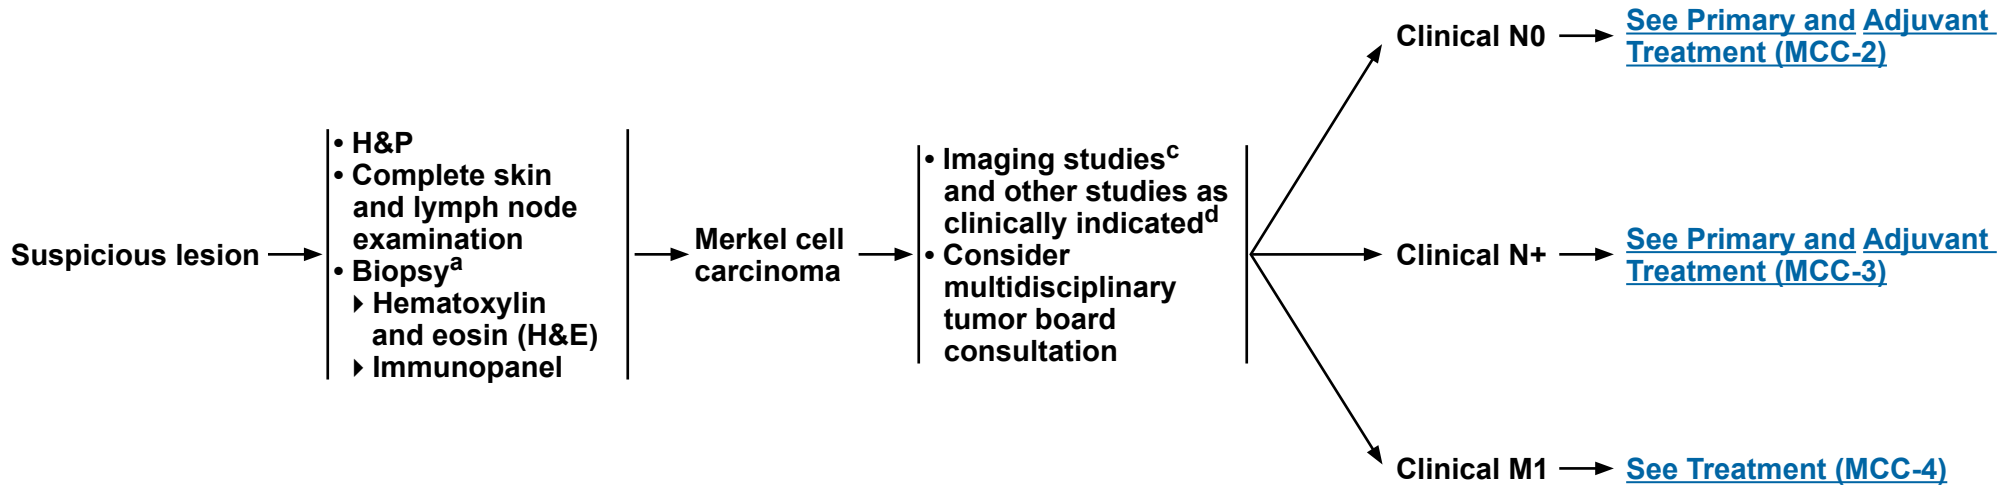 Suspicious lesion
• H&P
• Complete skin
and lymph node
examination
• Biopsyᵃ
▸ Hematoxylin
and eosin (H&E)
▸ Immunopanel
Merkel cell
carcinoma
• Imaging studiesᶜ
and other studies as
clinically indicatedᵈ
• Consider
multidisciplinary
tumor board
consultation
Clinical N0
See Primary and Adjuvant
Treatment (MCC-2)
Clinical N+
See Primary and Adjuvant
Treatment (MCC-3)
Clinical M1
See Treatment (MCC-4)